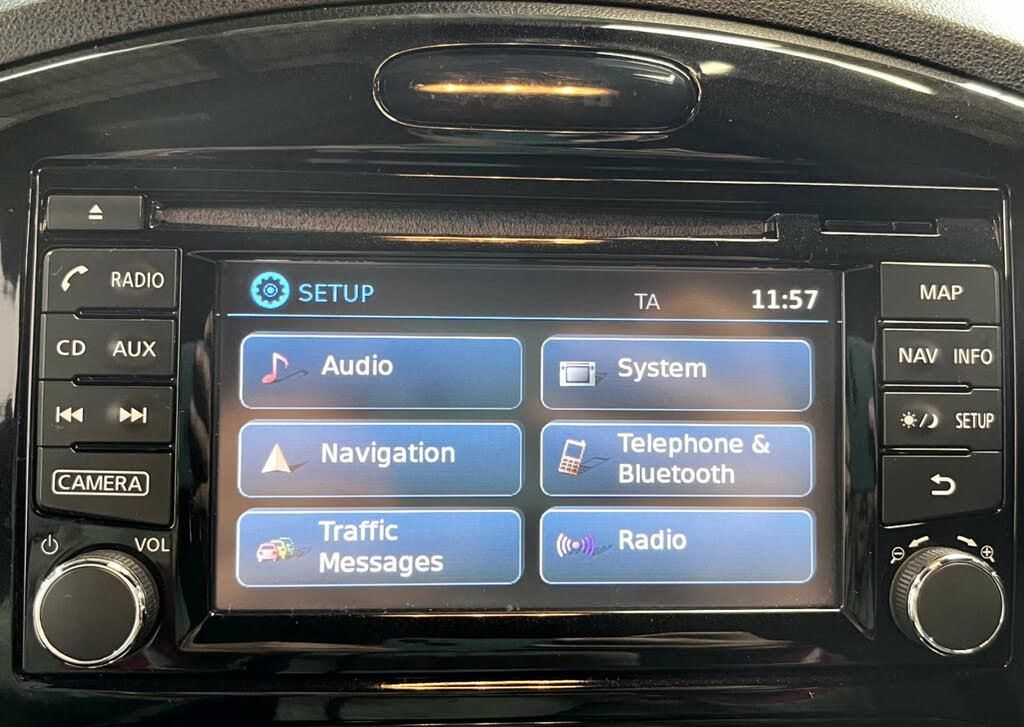 RADIO
CD AUX
CAMERA
VOL
SETUP TA 11:57
Audio
System
Navigation
Telephone &
Bluetooth
Traffic
Messages
Radio
MAP
NAV INFO
SETUP